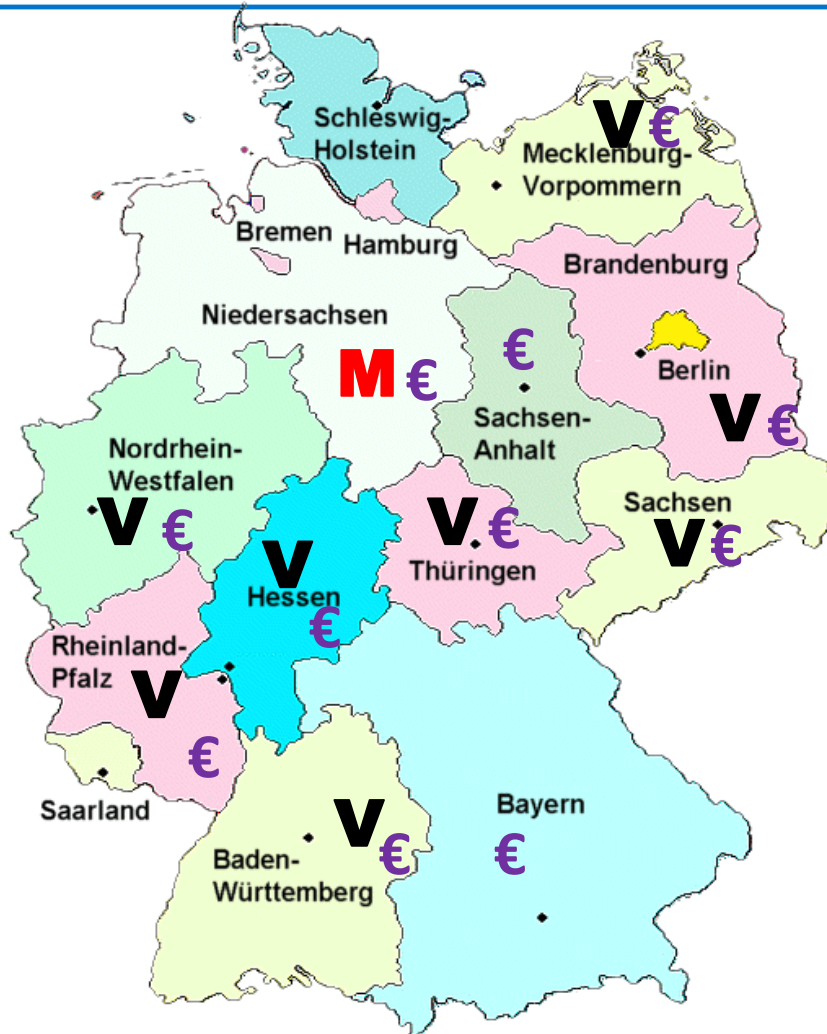 Schleswig-
Holstein
V €
Mecklenburg-
Vorpommern
Bremen
Hamburg
Brandenburg
Niedersachsen
M €
€
Berlin
V €
Sachsen-
Anhalt
Nordrhein-
Westfalen
V €
V €
Thüringen
Sachsen
V €
V
Hessen
€
Rheinland-
Pfalz
V
€
Saarland
Bayern
€
V €
Baden-
Württemberg